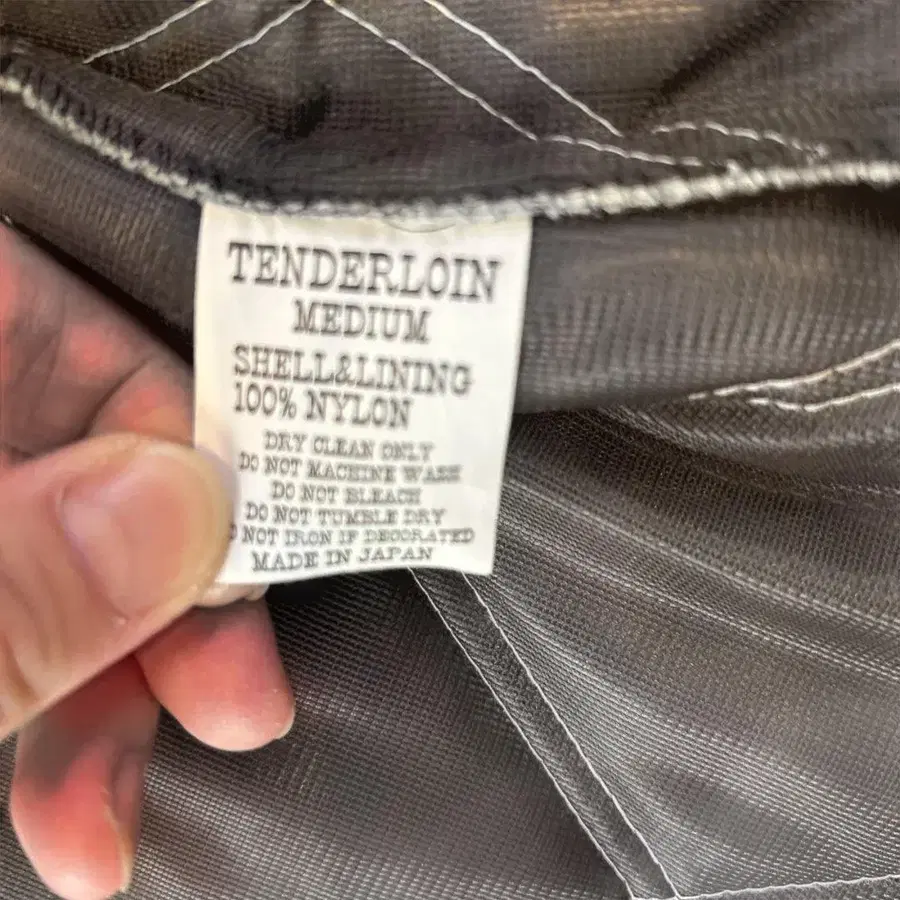 TENDERLOIN
MEDIUM
SHELL&LINING
100% NYLON
DRY CLEAN ONLY
DO NOT MACHINE WASH
DO NOT BLEACH
DO NOT TUMBLE DRY
NOT IRON IF DECORATED
MADE IN JAPAN